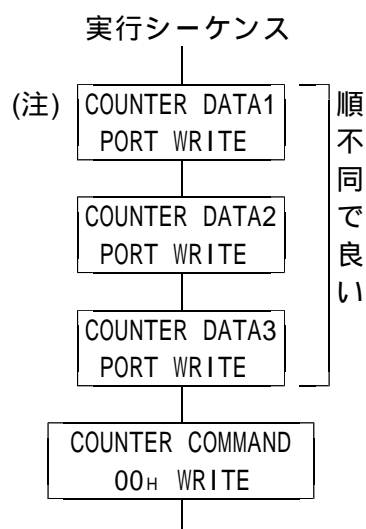 実行シーケンス
(注)
COUNTER DATA1
PORT WRITE
COUNTER DATA2
PORT WRITE
COUNTER DATA3
PORT WRITE
順不同で良い
COUNTER COMMAND
00H WRITE